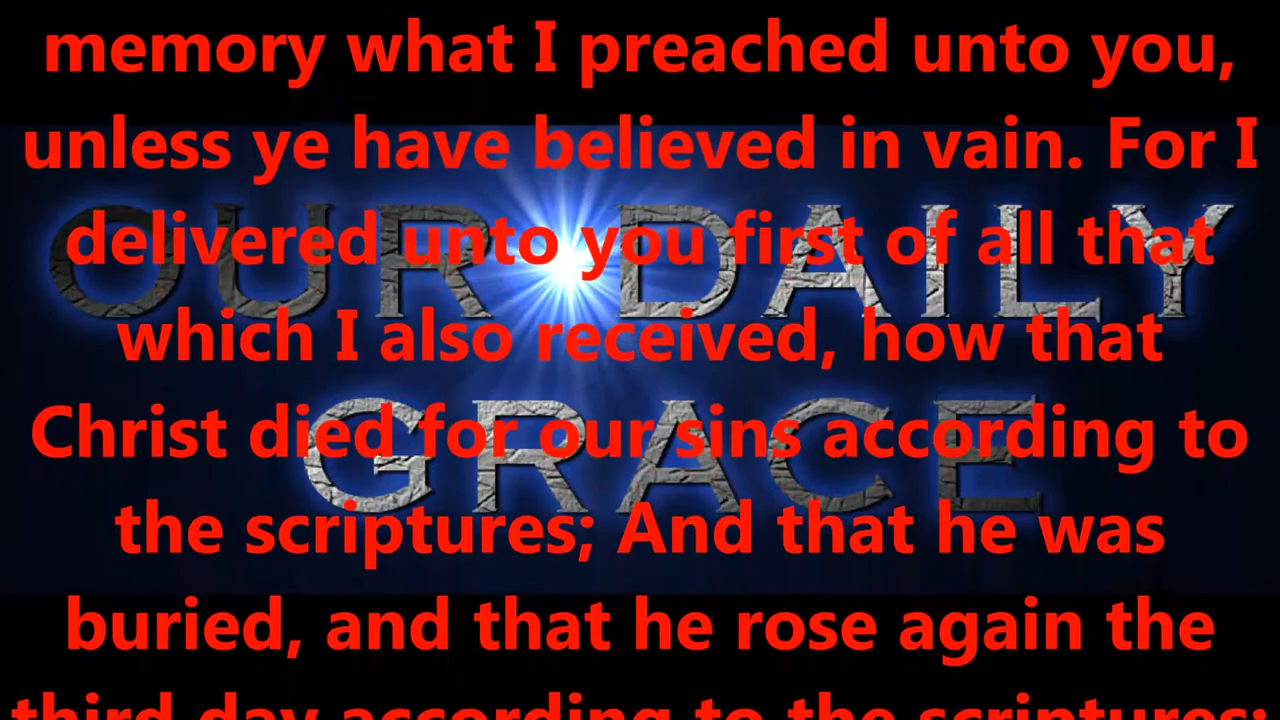 memory what I preached unto you,
unless ye have believed in vain. For I
delivered unto you first of all that
which I also received, how that
Christ died for our sins according to
the scriptures; And that he was
buried, and that he rose again the
third day according to the scriptures:
OUR DAILY
GRACE